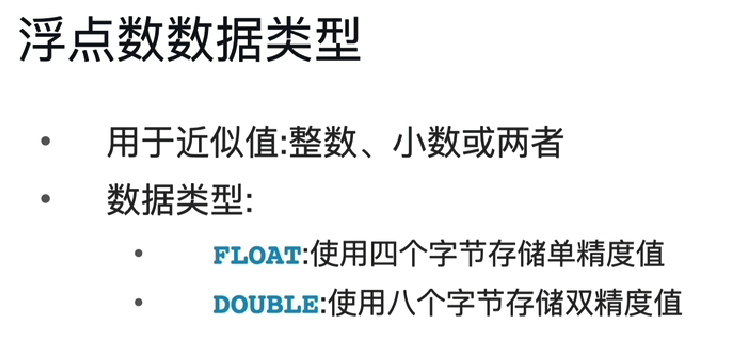 浮点数数据类型
• 用于近似值:整数、小数或两者
• 数据类型:
• FLOAT:使用四个字节存储单精度值
• DOUBLE:使用八个字节存储双精度值